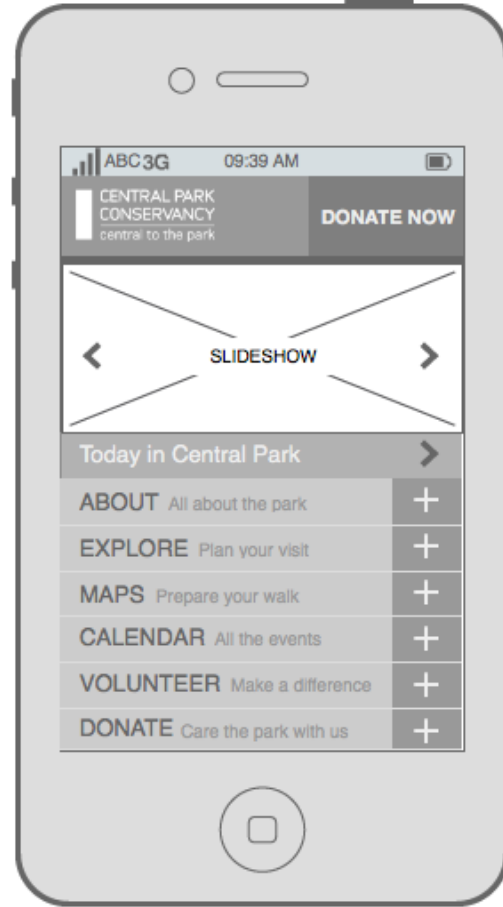 ABC 3G 09:39 AM
CENTRAL PARK
CONSERVANCY
central to the park
DONATE NOW
SLIDESHOW
Today in Central Park
ABOUT All about the park
EXPLORE Plan your visit
MAPS Prepare your walk
CALENDAR All the events
VOLUNTEER Make a difference
DONATE Care the park with us